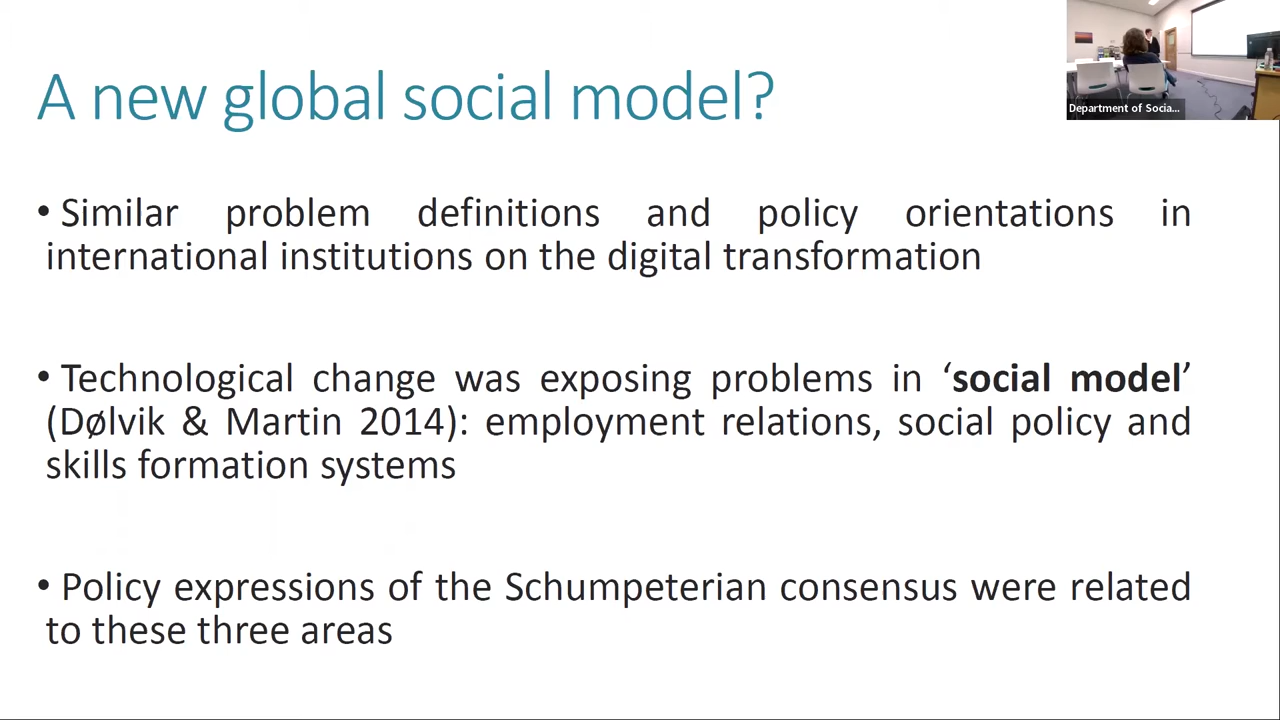 A new global social model?
Department of Socia...
• Similar problem definitions and policy orientations in
international institutions on the digital transformation
• Technological change was exposing problems in ‘social model’
(Dølvik & Martin 2014): employment relations, social policy and
skills formation systems
• Policy expressions of the Schumpeterian consensus were related
to these three areas